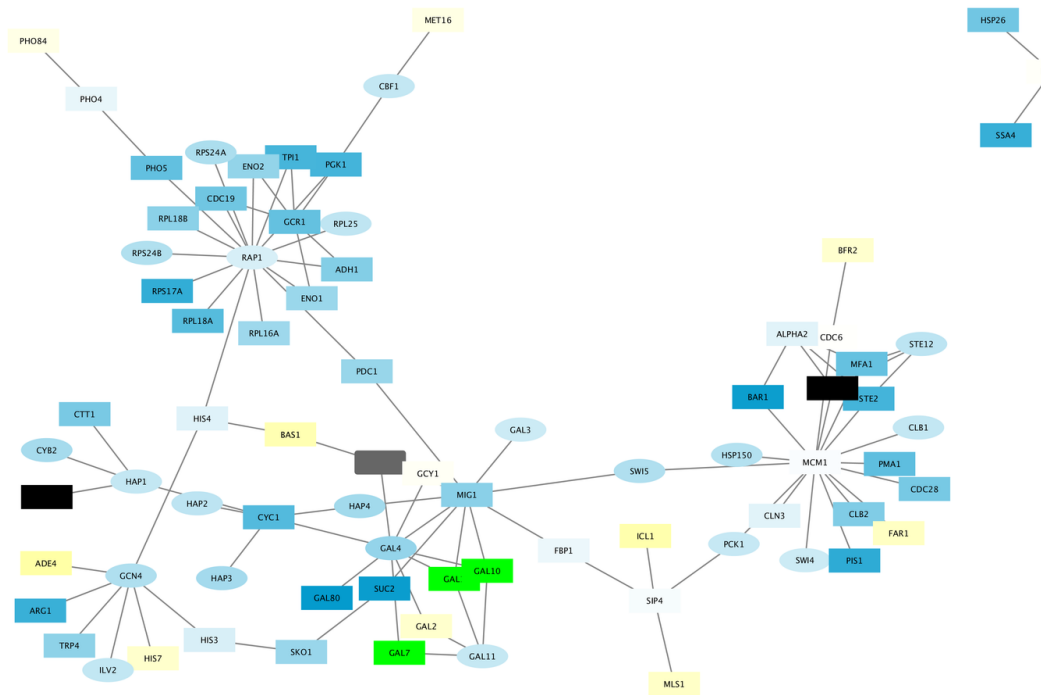 MET16
HSP26
PHO84
CBF1
PHO4
SSA4
RPS24A
ENO2
TPI1
PGK1
PHO5
CDC19
RPL18B
GCR1
RPL25
RPS24B
RAP1
ADH1
BFR2
RPS17A
ENO1
RPL18A
RPL16A
ALPHA2
CDC6
STE12
MFA1
PDC1
BAR1
STE2
CTT1
HIS4
BAS1
GAL3
CLB1
CYB2
HSP150
MCM1
PMA1
GCY1
SWI5
HAP1
CDC28
MIG1
HAP2
HAP4
CYC1
CLN3
CLB2
FAR1
ICL1
PCK1
GAL4
FBP1
SWI4
PIS1
ADE4
GCN4
HAP3
GAL
GAL10
ARG1
GAL80
SUC2
SIP4
GAL2
TRP4
HIS3
SKO1
GAL7
GAL11
ILV2
HIS7
MLS1